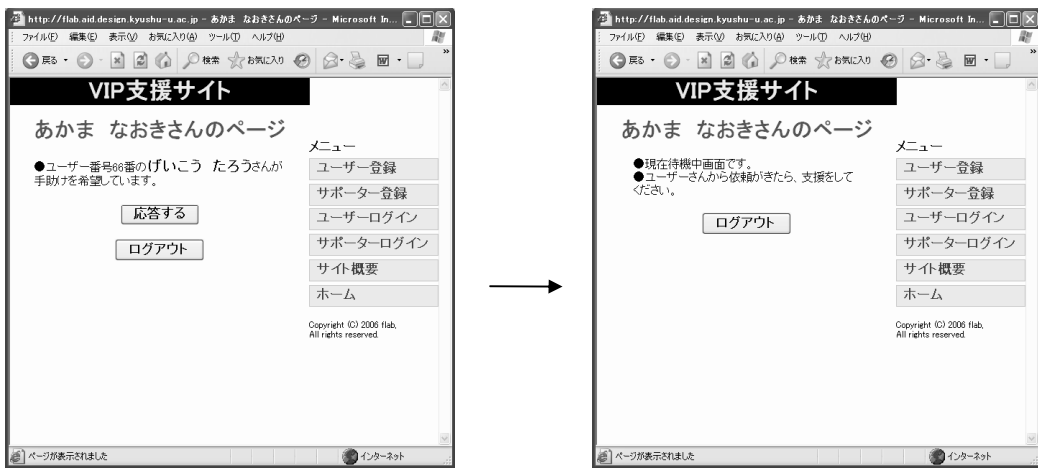 http://flab.aid.design.kyushu-u.ac.jp - あかま なおきさんのページ - Microsoft In...
ファイル(F) 編集(E) 表示(V) お気に入り(A) ツール(T) ヘルプ(H)
戻る 検索 お気に入り
VIP支援サイト
あかま なおきさんのページ
●ユーザー番号66番のげいこう たろうさんが
手助けを希望しています。
応答する
ログアウト
メニュー
ユーザー登録
サポーター登録
ユーザーログイン
サポーターログイン
サイト概要
ホーム
Copyright (C) 2006 flab,
All rights reserved.
ページが表示されました インターネット
http://flab.aid.design.kyushu-u.ac.jp - あかま なおきさんのページ - Microsoft In...
ファイル(F) 編集(E) 表示(V) お気に入り(A) ツール(T) ヘルプ(H)
戻る 検索 お気に入り
VIP支援サイト
あかま なおきさんのページ
●現在待機中画面です。
●ユーザーさんから依頼がきたら、支援をして
ください。
ログアウト
メニュー
ユーザー登録
サポーター登録
ユーザーログイン
サポーターログイン
サイト概要
ホーム
Copyright (C) 2006 flab,
All rights reserved.
ページが表示されました インターネット